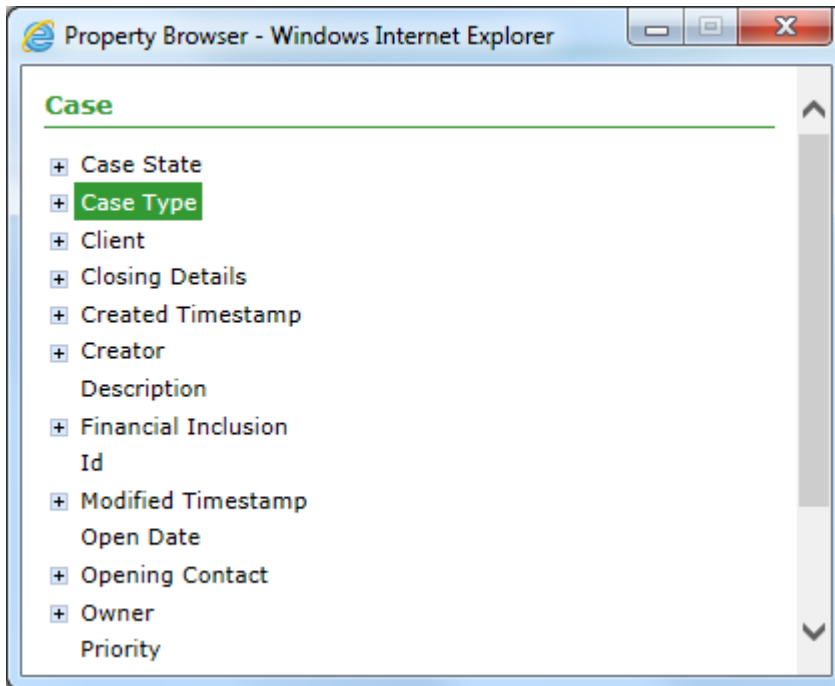 Property Browser - Windows Internet Explorer
Case
Case State
Case Type
Client
Closing Details
Created Timestamp
Creator
Description
Financial Inclusion
Id
Modified Timestamp
Open Date
Opening Contact
Owner
Priority